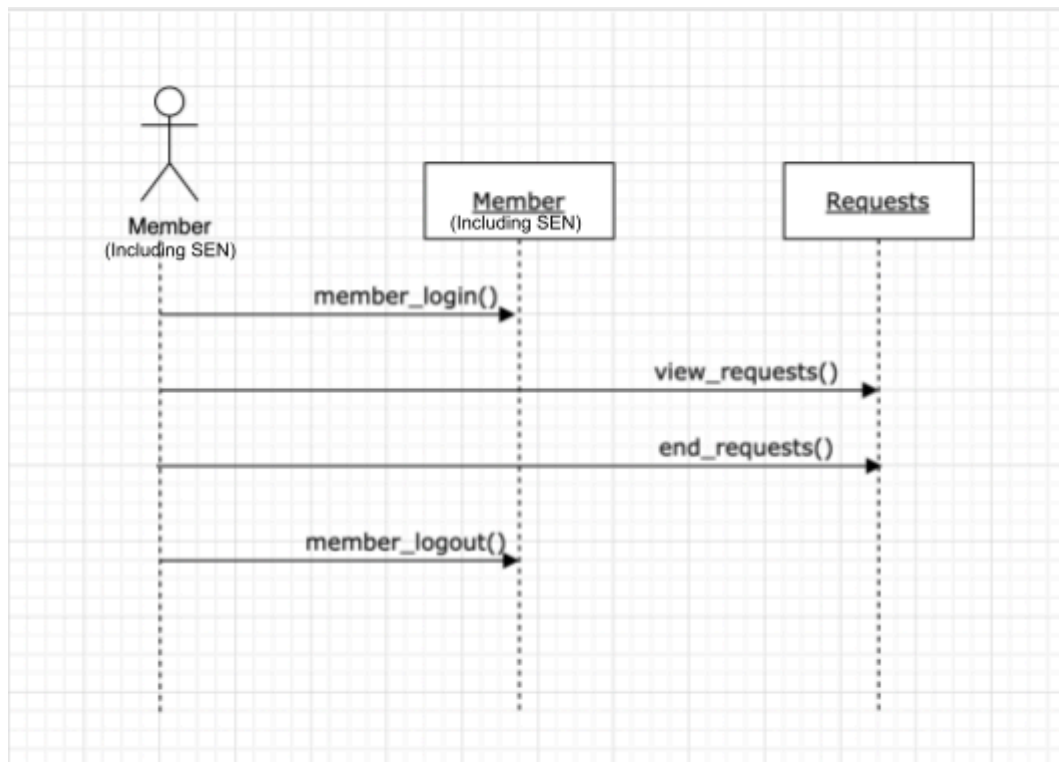 Member
(Including SEN)
Member
(Including SEN)
Requests
member_login()
view_requests()
end_requests()
member_logout()